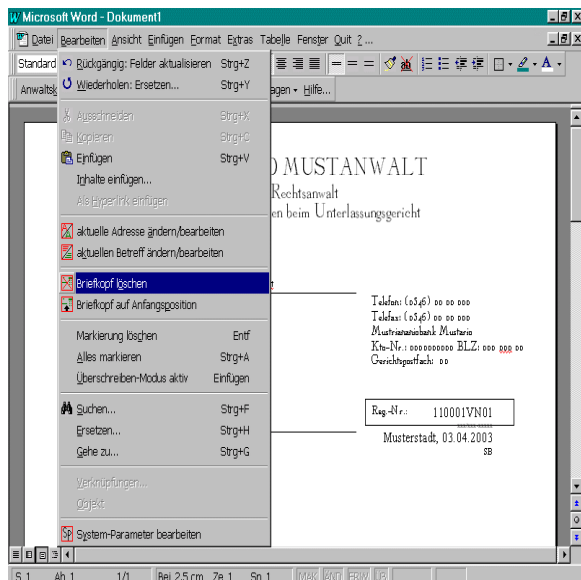 Microsoft Word - Dokument1
Datei Bearbeiten Ansicht Einfügen Format Extras Tabelle Fenster Quit ?...
Standard
Rückgängig: Felder aktualisieren Strg+Z
Wiederholen: Ersetzen... Strg+Y
Hilfe...
Ausschneiden Strg+X
Kopieren Strg+C
Einfügen Strg+V
Inhalte einfügen...
Als Hyperlink einfügen
aktuelle Adresse ändern/bearbeiten
aktuellen Betreff ändern/bearbeiten
Briefkopf löschen
Briefkopf auf Anfangsposition
Markierung löschen Entf
Alles markieren Strg+A
Überschreiben-Modus aktiv Einfügen
Suchen... Strg+F
Ersetzen... Strg+H
Gehe zu... Strg+G
Verknüpfungen...
Objekt
SP System-Parameter bearbeiten
MUSTANWALT
Rechtsanwalt
beim Unterlassungsgericht
Telefon: (0346) 00 00 000
Telefax: (0346) 00 00 000
Mustriananiobank Mustario
Kto-Nr.: 0000000000 BLZ: 000 000 00
Gerichtspostfach: 00
Reg.-Nr.: 110001VN01
Musterstadt, 03.04.2003
SB
S 1 Ab 1 1/1 Bei 2,5 cm Ze 1 Sp 1 MAK ÄND ERW ÜB